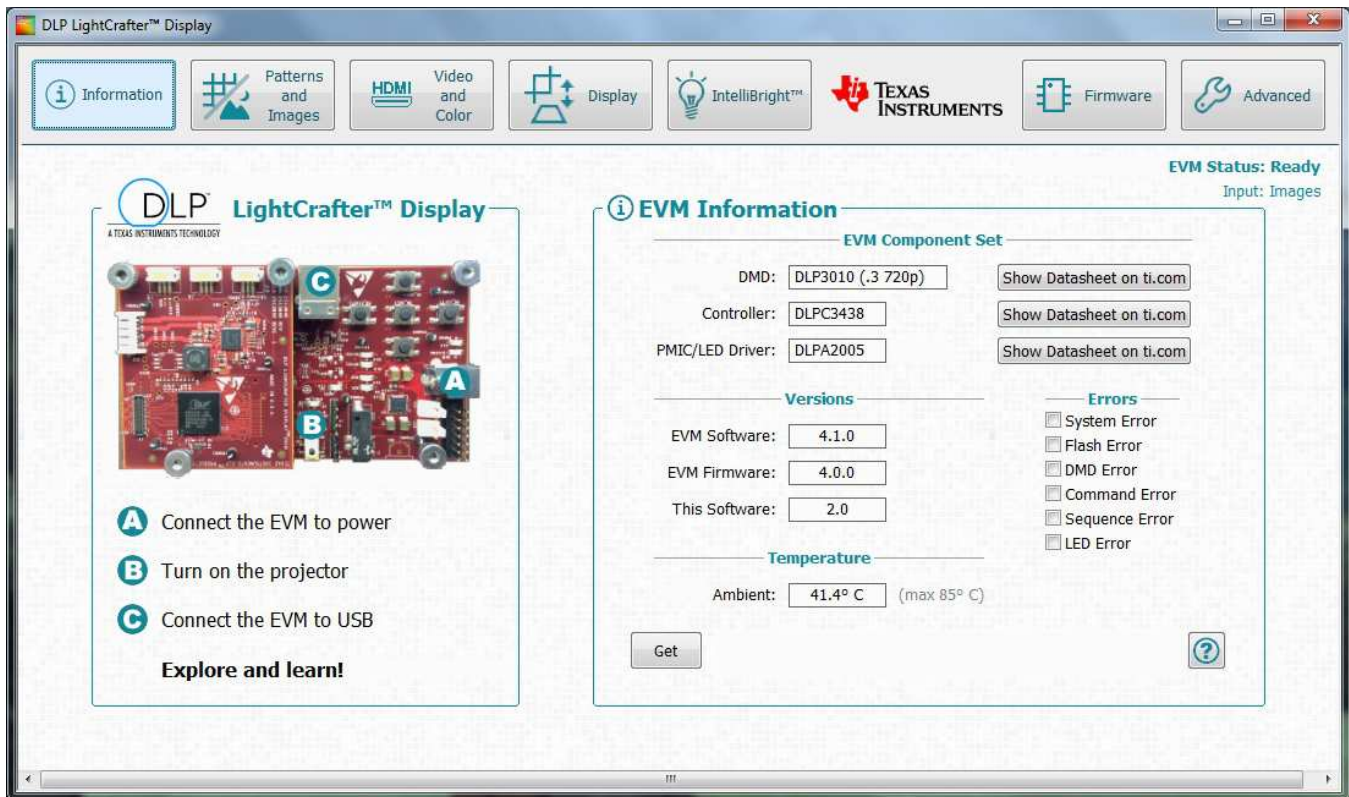 DLP LightCrafter™ Display
Information
Patterns
and
Images
HDMI
Video
and
Color
Display
IntelliBright™
TEXAS
INSTRUMENTS
Firmware
Advanced
EVM Status: Ready
Input: Images
DLP™
A TEXAS INSTRUMENTS TECHNOLOGY
LightCrafter™ Display
C
A
B
A Connect the EVM to power
B Turn on the projector
C Connect the EVM to USB
Explore and learn!
EVM Information
EVM Component Set
DMD: DLP3010 (.3 720p) Show Datasheet on ti.com
Controller: DLPC3438 Show Datasheet on ti.com
PMIC/LED Driver: DLPA2005 Show Datasheet on ti.com
Versions
EVM Software: 4.1.0
EVM Firmware: 4.0.0
This Software: 2.0
Errors
System Error
Flash Error
DMD Error
Command Error
Sequence Error
LED Error
Temperature
Ambient: 41.4° C (max 85° C)
Get
?